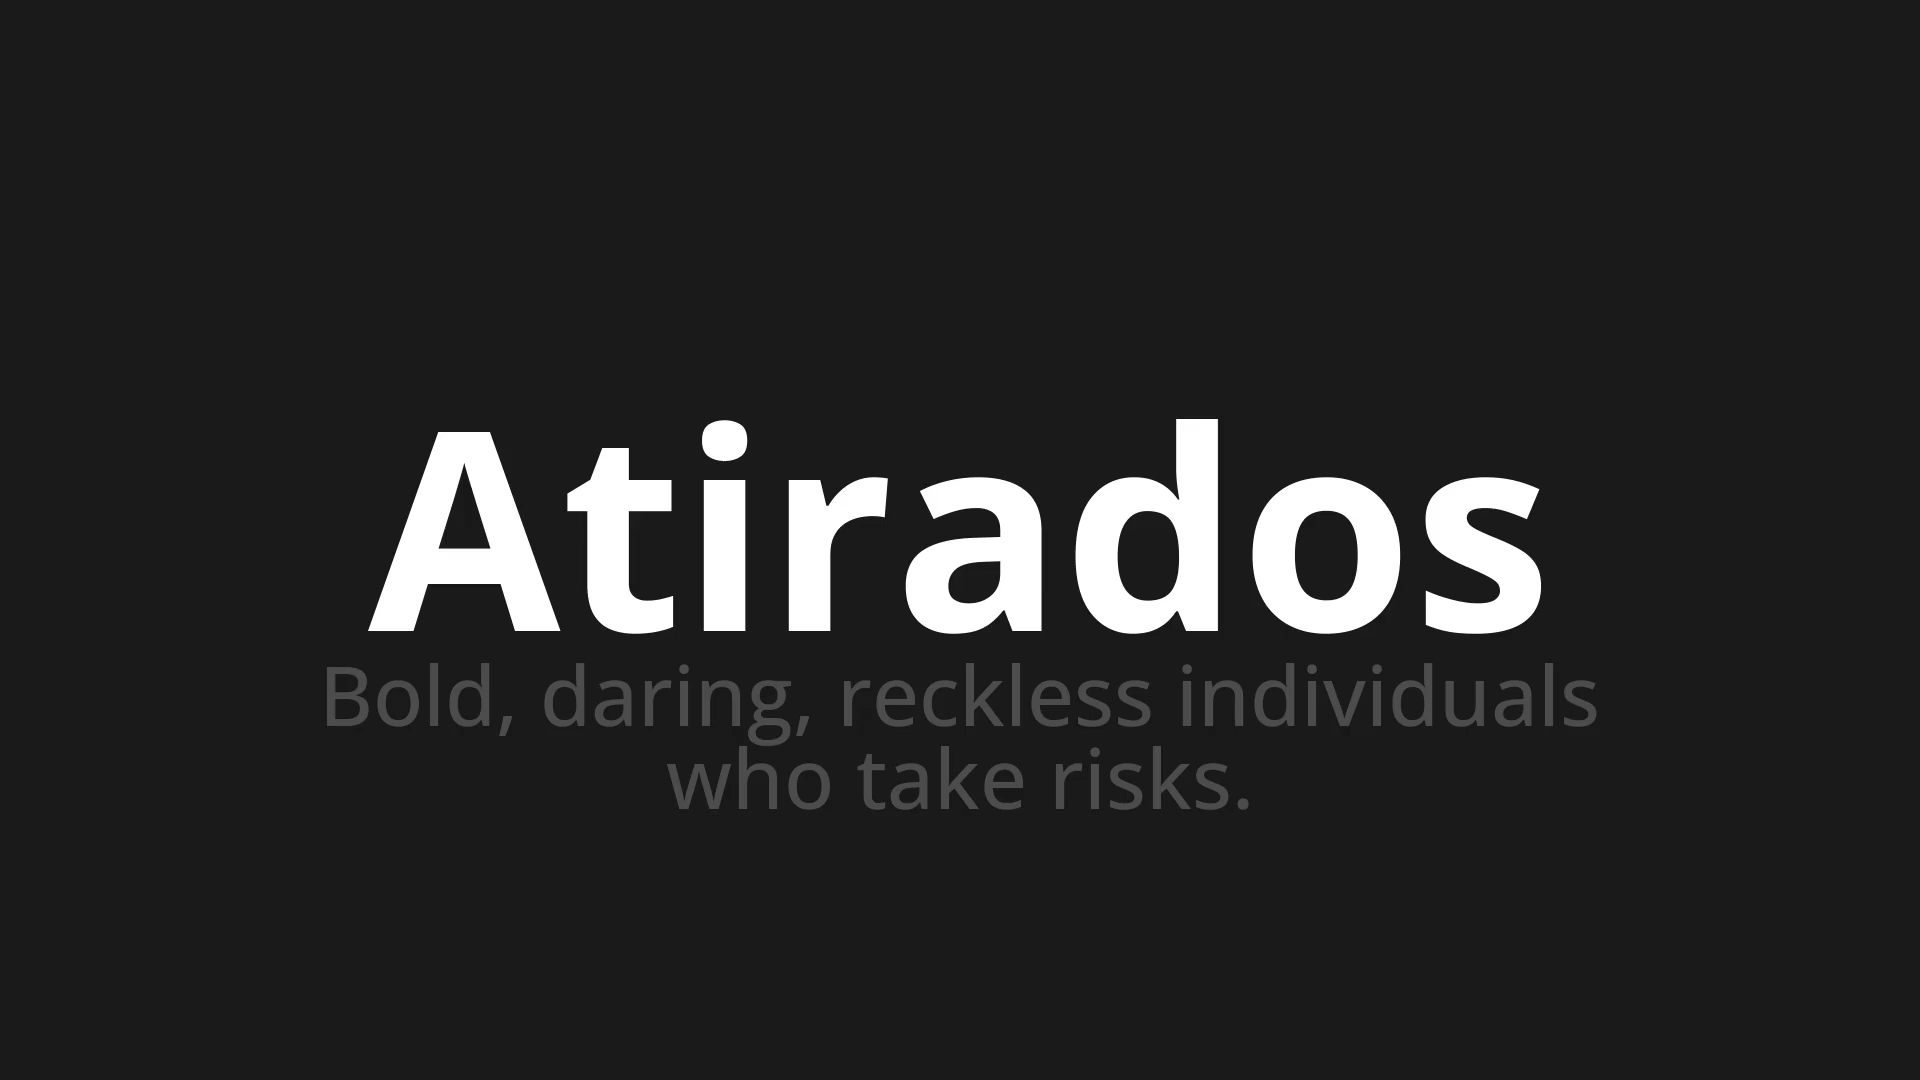 Atirados
Bold, daring, reckless individuals
who take risks.